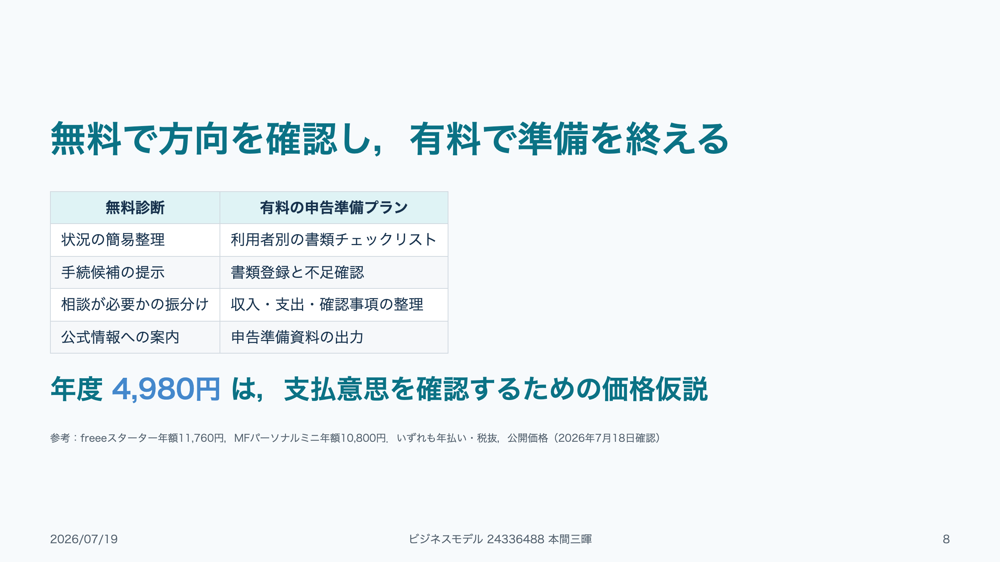 無料で方向を確認し，有料で準備を終える
無料診断 有料の申告準備プラン
状況の簡易整理 利用者別の書類チェックリスト
手続候補の提示 書類登録と不足確認
相談が必要かの振分け 収入・支出・確認事項の整理
公式情報への案内 申告準備資料の出力
年度 4,980円 は，支払意思を確認するための価格仮説
参考：freeeスターター年額11,760円，MFパーソナルミニ年額10,800円．いずれも年払い・税抜，公開価格（2026年7月18日確認）
2026/07/19 ビジネスモデル 24336488 本間三暉 8